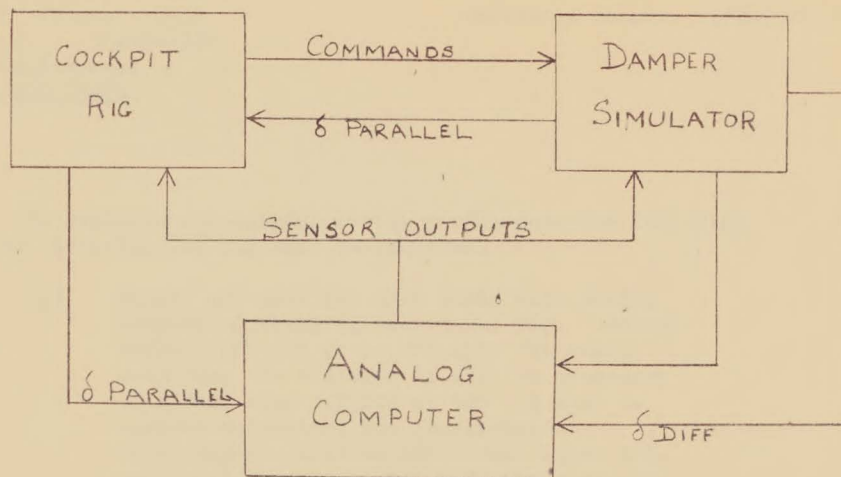 COCKPIT
RIG
COMMANDS
DAMPER
SIMULATOR
δ PARALLEL
SENSOR OUTPUTS
δ PARALLEL
ANALOG
COMPUTER
δ DIFF